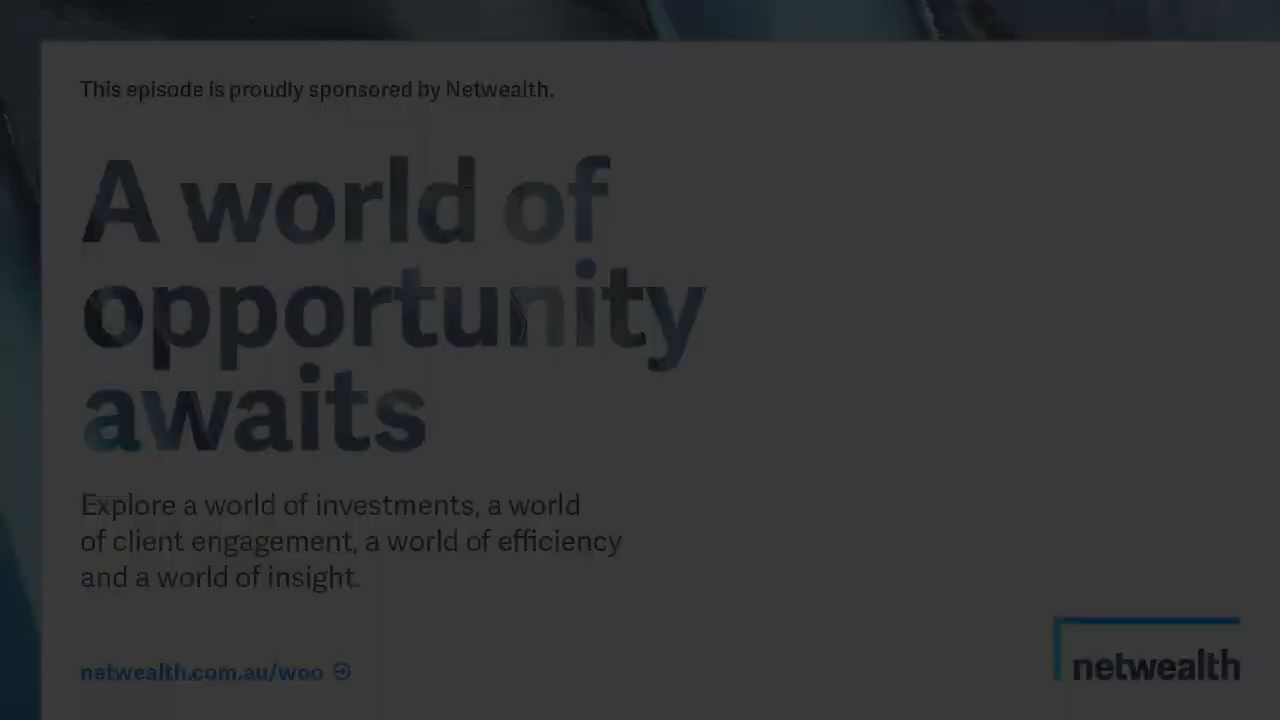 This episode is proudly sponsored by Netwealth.
A world of
opportunity
awaits
Explore a world of investments, a world
of client engagement, a world of efficiency
and a world of insight.
netwealth.com.au/woo
netwealth